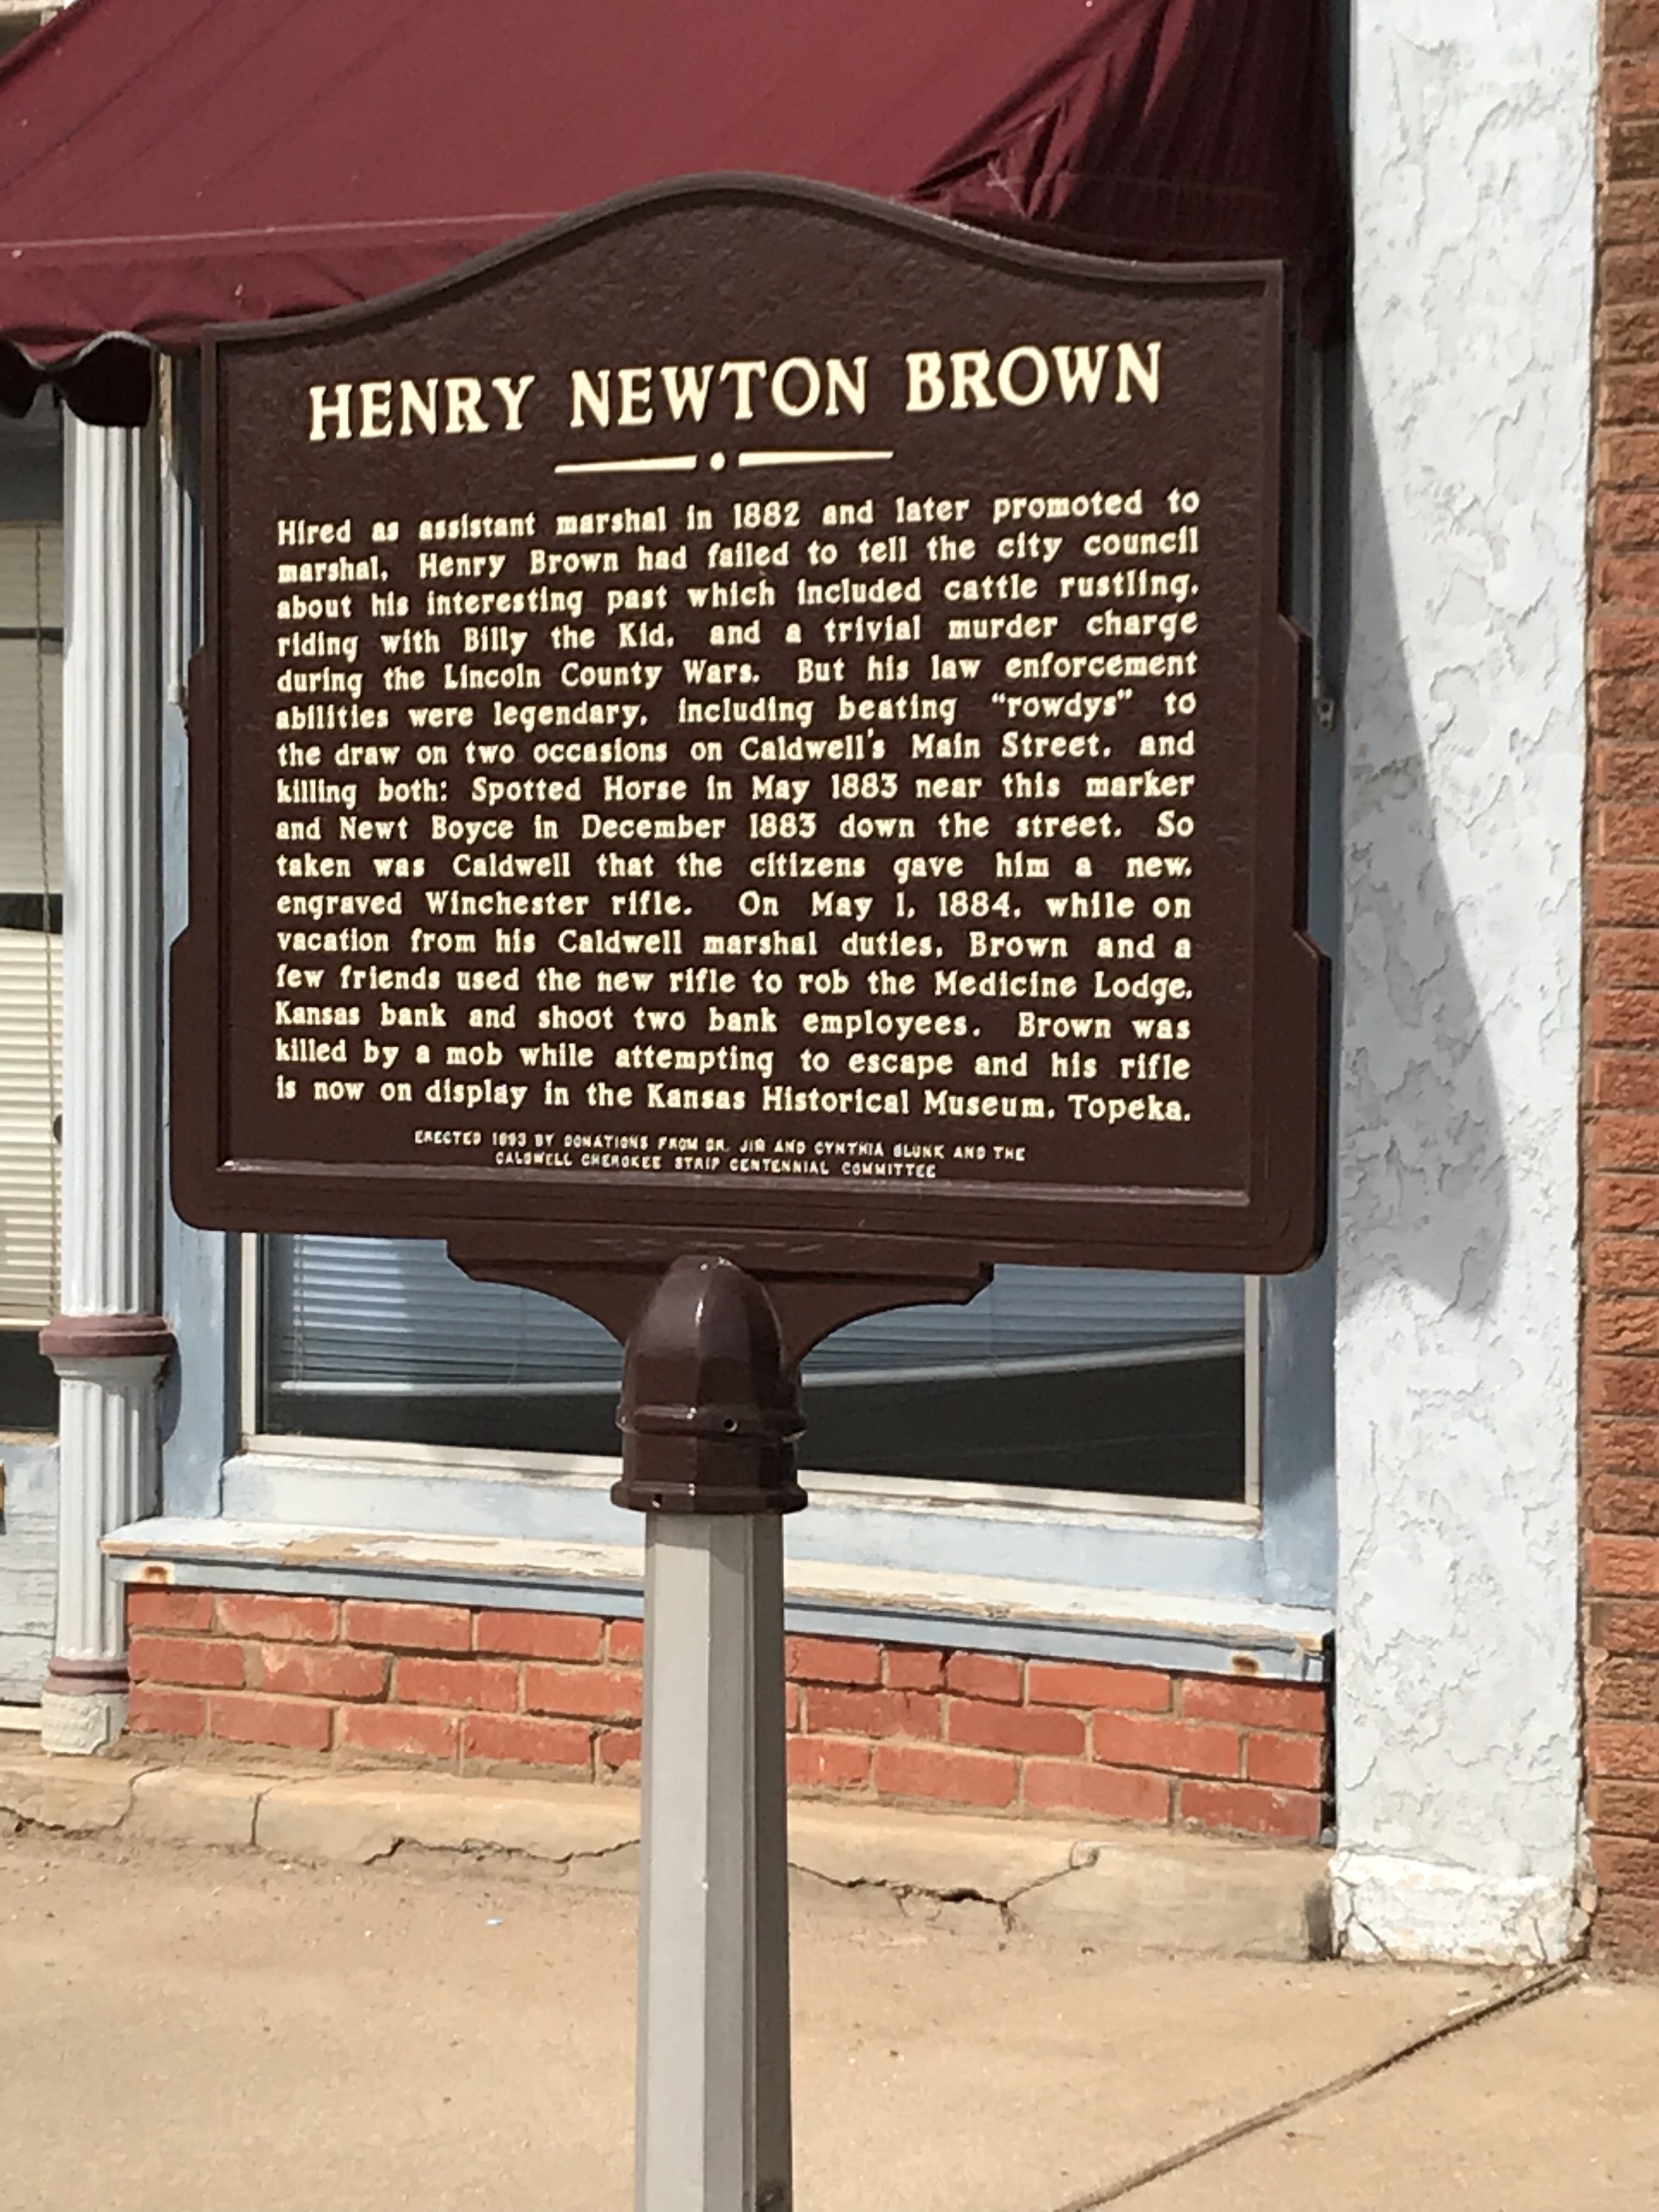 HENRY NEWTON BROWN
Hired as assistant marshal in 1882 and later promoted to
marshal, Henry Brown had failed to tell the city council
about his interesting past which included cattle rustling,
riding with Billy the Kid, and a trivial murder charge
during the Lincoln County Wars. But his law enforcement
abilities were legendary, including beating “rowdys” to
the draw on two occasions on Caldwell's Main Street, and
killing both: Spotted Horse in May 1883 near this marker
and Newt Boyce in December 1883 down the street. So
taken was Caldwell that the citizens gave him a new,
engraved Winchester rifle. On May 1, 1884, while on
vacation from his Caldwell marshal duties, Brown and a
few friends used the new rifle to rob the Medicine Lodge,
Kansas bank and shoot two bank employees. Brown was
killed by a mob while attempting to escape and his rifle
is now on display in the Kansas Historical Museum, Topeka.
ERECTED 1993 BY DONATIONS FROM DR. JIM AND CYNTHIA BLUNK AND THE
CALDWELL CHEROKEE STRIP CENTENNIAL COMMITTEE